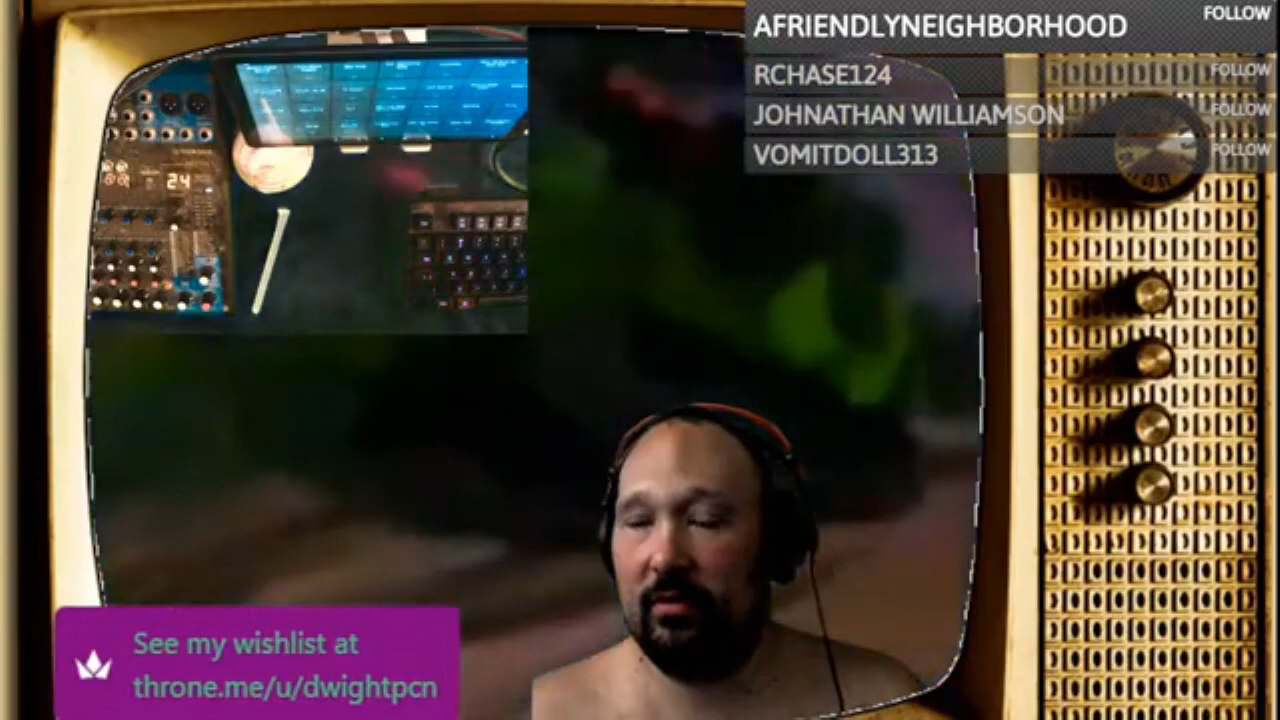 AFRIENDLYNEIGHBORHOOD FOLLOW
RCHASE124 FOLLOW
JOHNATHAN WILLIAMSON FOLLOW
VOMITDOLL313 FOLLOW
24
See my wishlist at
throne.me/u/dwightpcn